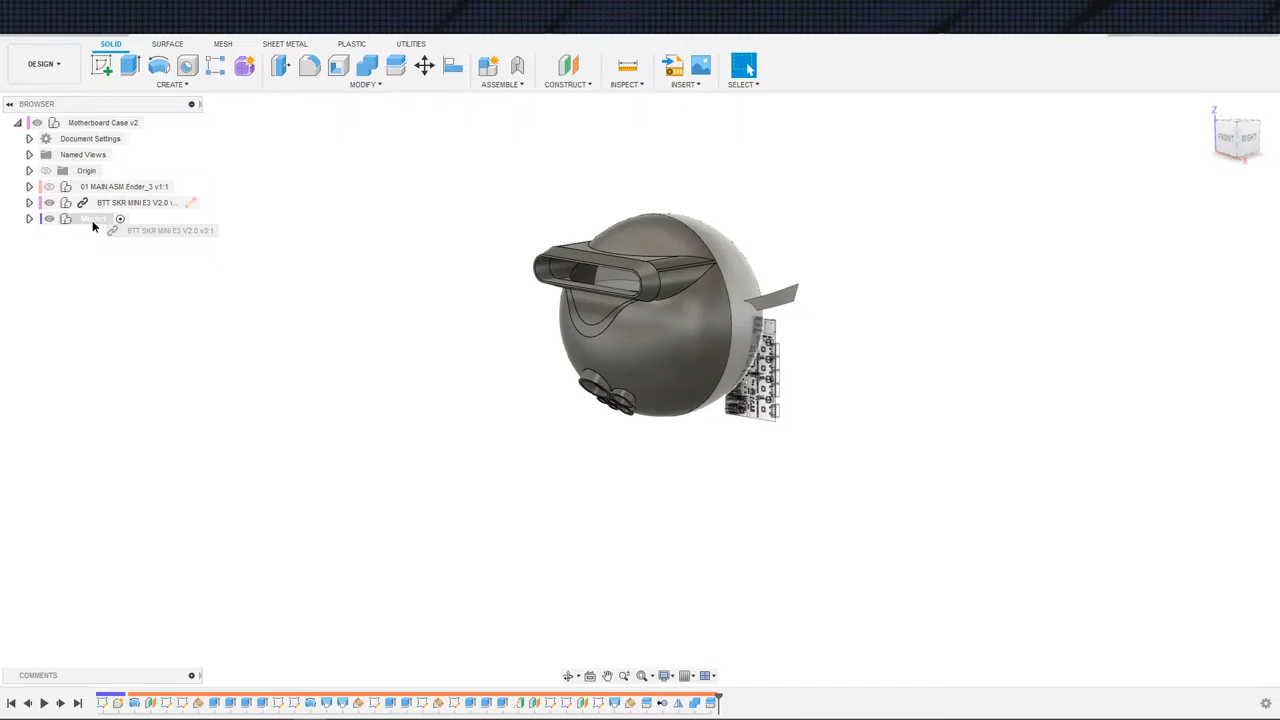 SOLID SURFACE MESH SHEET METAL PLASTIC UTILITIES
DESIGN
CREATE MODIFY ASSEMBLE CONSTRUCT INSPECT INSERT SELECT
BROWSER
Motherboard Case v2
Document Settings
Named Views
Origin
01 MAIN ASM Ender_3 v1:1
BTT SKR MINI E3 V2.0 v...
BTT SKR MINI E3 V2.0 v3:1
Z
FRONT RIGHT
X
COMMENTS